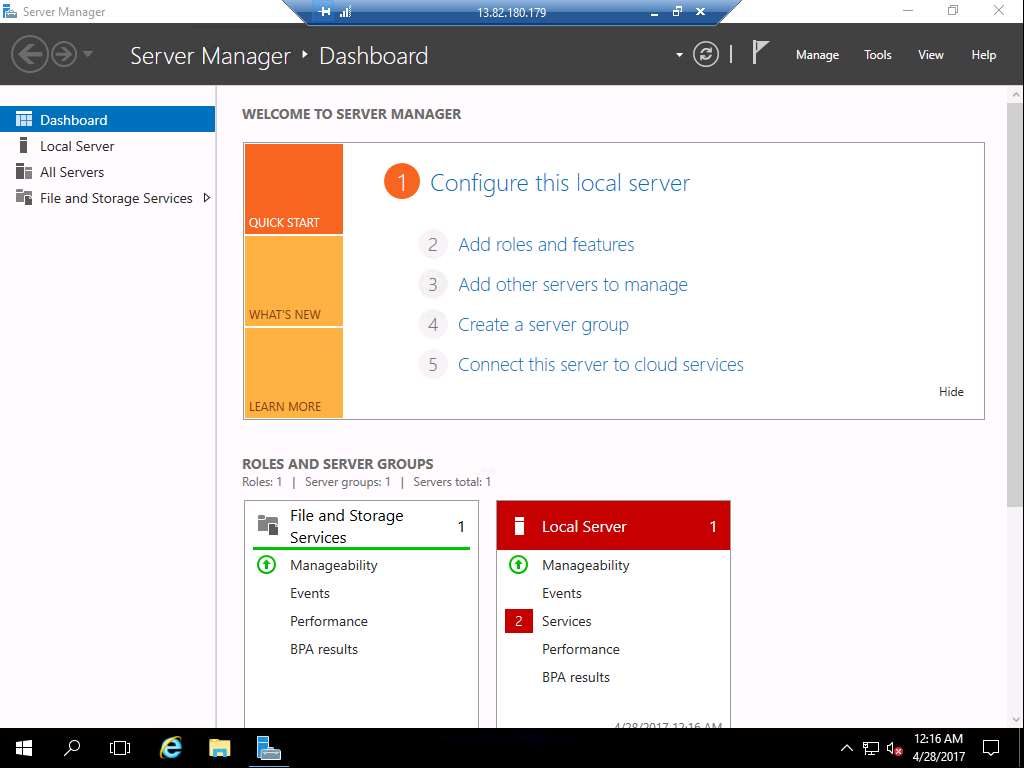 Server Manager
13.82.180.179
Server Manager Dashboard
Manage Tools View Help
Dashboard
Local Server
All Servers
File and Storage Services
WELCOME TO SERVER MANAGER
QUICK START
WHAT'S NEW
LEARN MORE
1 Configure this local server
2 Add roles and features
3 Add other servers to manage
4 Create a server group
5 Connect this server to cloud services
Hide
ROLES AND SERVER GROUPS
Roles: 1 | Server groups: 1 | Servers total: 1
File and Storage
Services
1
Manageability
Events
Performance
BPA results
Local Server 1
Manageability
Events
2 Services
Performance
BPA results
4/28/2017 12:16 AM
12:16 AM
4/28/2017